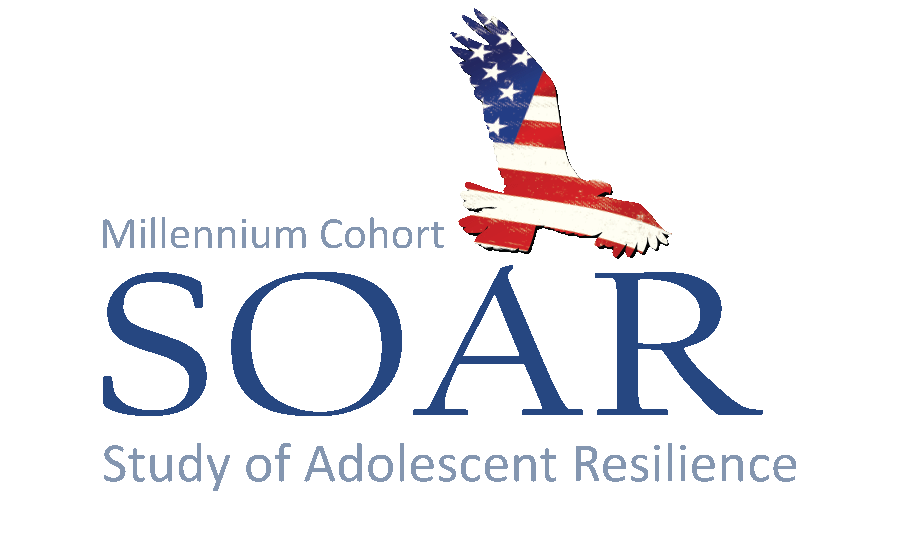 Millennium Cohort
SOAR
Study of Adolescent Resilience